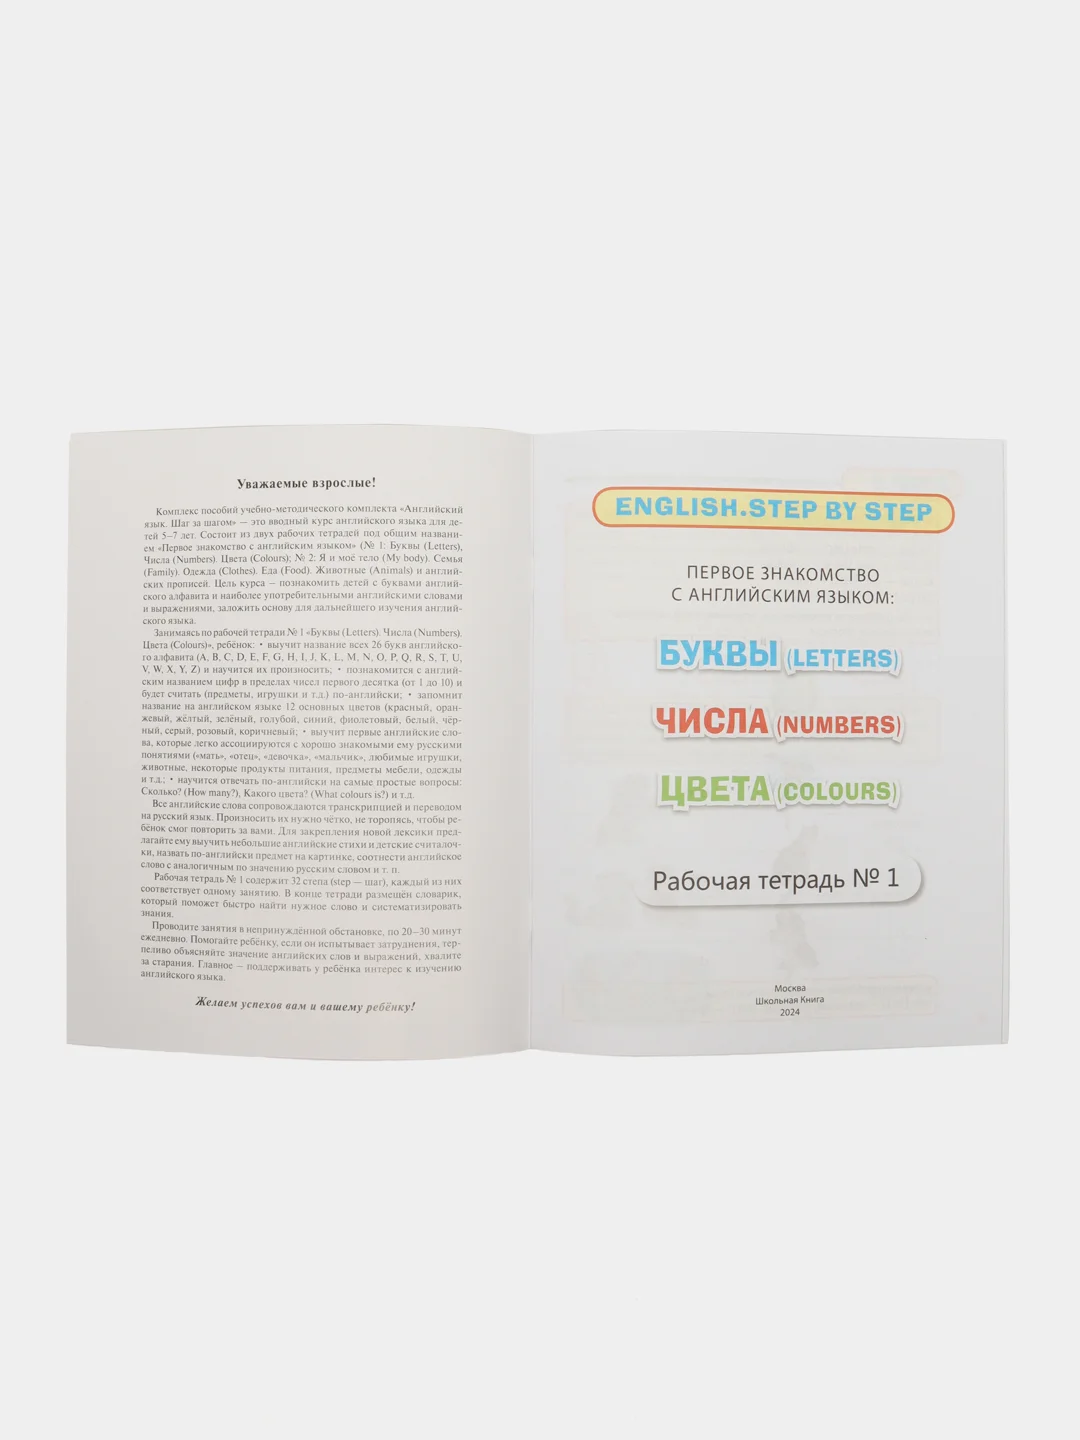 Уважаемые взрослые!
Комплекс пособий учебно-методического комплекта «Английский
язык. Шаг за шагом» — это вводный курс английского языка для де-
тей 5–7 лет. Состоит из двух рабочих тетрадей под общим названи-
ем «Первое знакомство с английским языком» (№ 1: Буквы (Letters),
Числа (Numbers). Цвета (Colours); № 2: Я и моё тело (My body). Семья
(Family). Одежда (Clothes). Еда (Food). Животные (Animals) и англий-
ских прописей. Цель курса — познакомить детей с буквами англий-
ского алфавита и наиболее употребительными английскими словами
и выражениями, заложить основу для дальнейшего изучения англий-
ского языка.
Занимаясь по рабочей тетради № 1 «Буквы (Letters). Числа (Numbers).
Цвета (Colours)», ребёнок: • выучит название всех 26 букв английско-
го алфавита (A, B, C, D, E, F, G, H, I, J, K, L, M, N, O, P, Q, R, S, T, U,
V, W, X, Y, Z) и научится их произносить; • познакомится с англий-
ским названием цифр в пределах чисел первого десятка (от 1 до 10) и
будет считать (предметы, игрушки и т.д.) по-английски; • запомнит
название на английском языке 12 основных цветов (красный, оран-
жевый, жёлтый, зелёный, голубой, синий, фиолетовый, белый, чёр-
ный, серый, розовый, коричневый); • выучит первые английские сло-
ва, которые легко ассоциируются с хорошо знакомыми ему русскими
понятиями («мать», «отец», «девочка», «мальчик», любимые игрушки,
животные, некоторые продукты питания, предметы мебели, одежды
и т.д.; • научится отвечать по-английски на самые простые вопросы:
Сколько? (How many?), Какого цвета? (What colours is?) и т.д.
Все английские слова сопровождаются транскрипцией и переводом
на русский язык. Произносить их нужно чётко, не торопясь, чтобы ре-
бёнок смог повторить за вами. Для закрепления новой лексики пред-
лагайте ему выучить небольшие английские стихи и детские считалоч-
ки, назвать по-английски предмет на картинке, соотнести английское
слово с аналогичным по значению русским словом и т. п.
Рабочая тетрадь № 1 содержит 32 степа (step — шаг), каждый из них
соответствует одному занятию. В конце тетради размещён словарик,
который поможет быстро найти нужное слово и систематизировать
знания.
Проводите занятия в непринуждённой обстановке, по 20–30 минут
ежедневно. Помогайте ребёнку, если он испытывает затруднения, тер-
пеливо объясняйте значение английских слов и выражений, хвалите
за старания. Главное — поддерживать у ребёнка интерес к изучению
английского языка.
Желаем успехов вам и вашему ребёнку!
ENGLISH.STEP BY STEP
ПЕРВОЕ ЗНАКОМСТВО
С АНГЛИЙСКИМ ЯЗЫКОМ:
БУКВЫ (LETTERS)
ЧИСЛА (NUMBERS)
ЦВЕТА (COLOURS)
Рабочая тетрадь № 1
Москва
Школьная Книга
2024